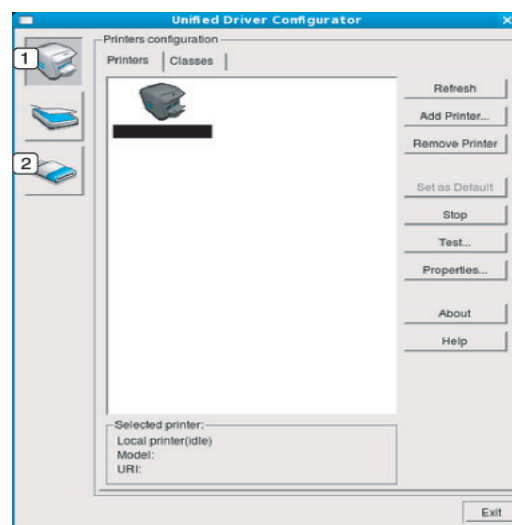 Unified Driver Configurator
1
2
Printers configuration
Printers
Classes
Refresh
Add Printer...
Remove Printer
Set as Default
Stop
Test...
Properties...
About
Help
Selected printer:
Local printer(idle)
Model:
URI:
Exit